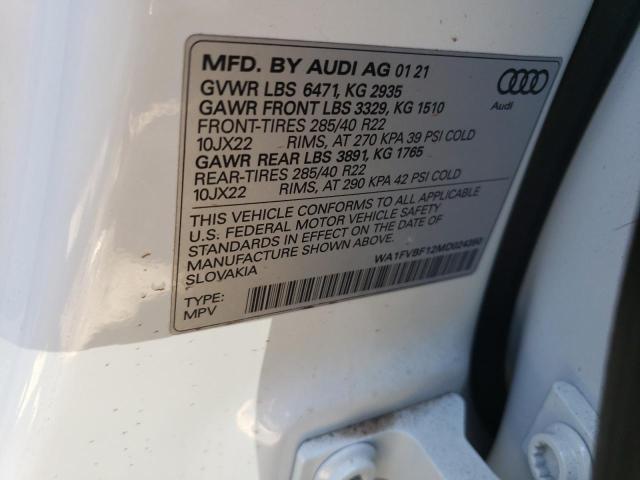 MFD. BY AUDI AG 01 21
GVWR LBS 6471, KG 2935
GAWR FRONT LBS 3329, KG 1510
FRONT-TIRES 285/40 R22
10JX22 RIMS, AT 270 KPA 39 PSI COLD
GAWR REAR LBS 3891, KG 1765
REAR-TIRES 285/40 R22
10JX22 RIMS, AT 290 KPA 42 PSI COLD
THIS VEHICLE CONFORMS TO ALL APPLICABLE
U.S. FEDERAL MOTOR VEHICLE SAFETY
STANDARDS IN EFFECT ON THE DATE OF
MANUFACTURE SHOWN ABOVE.
SLOVAKIA
TYPE:
MPV
Audi